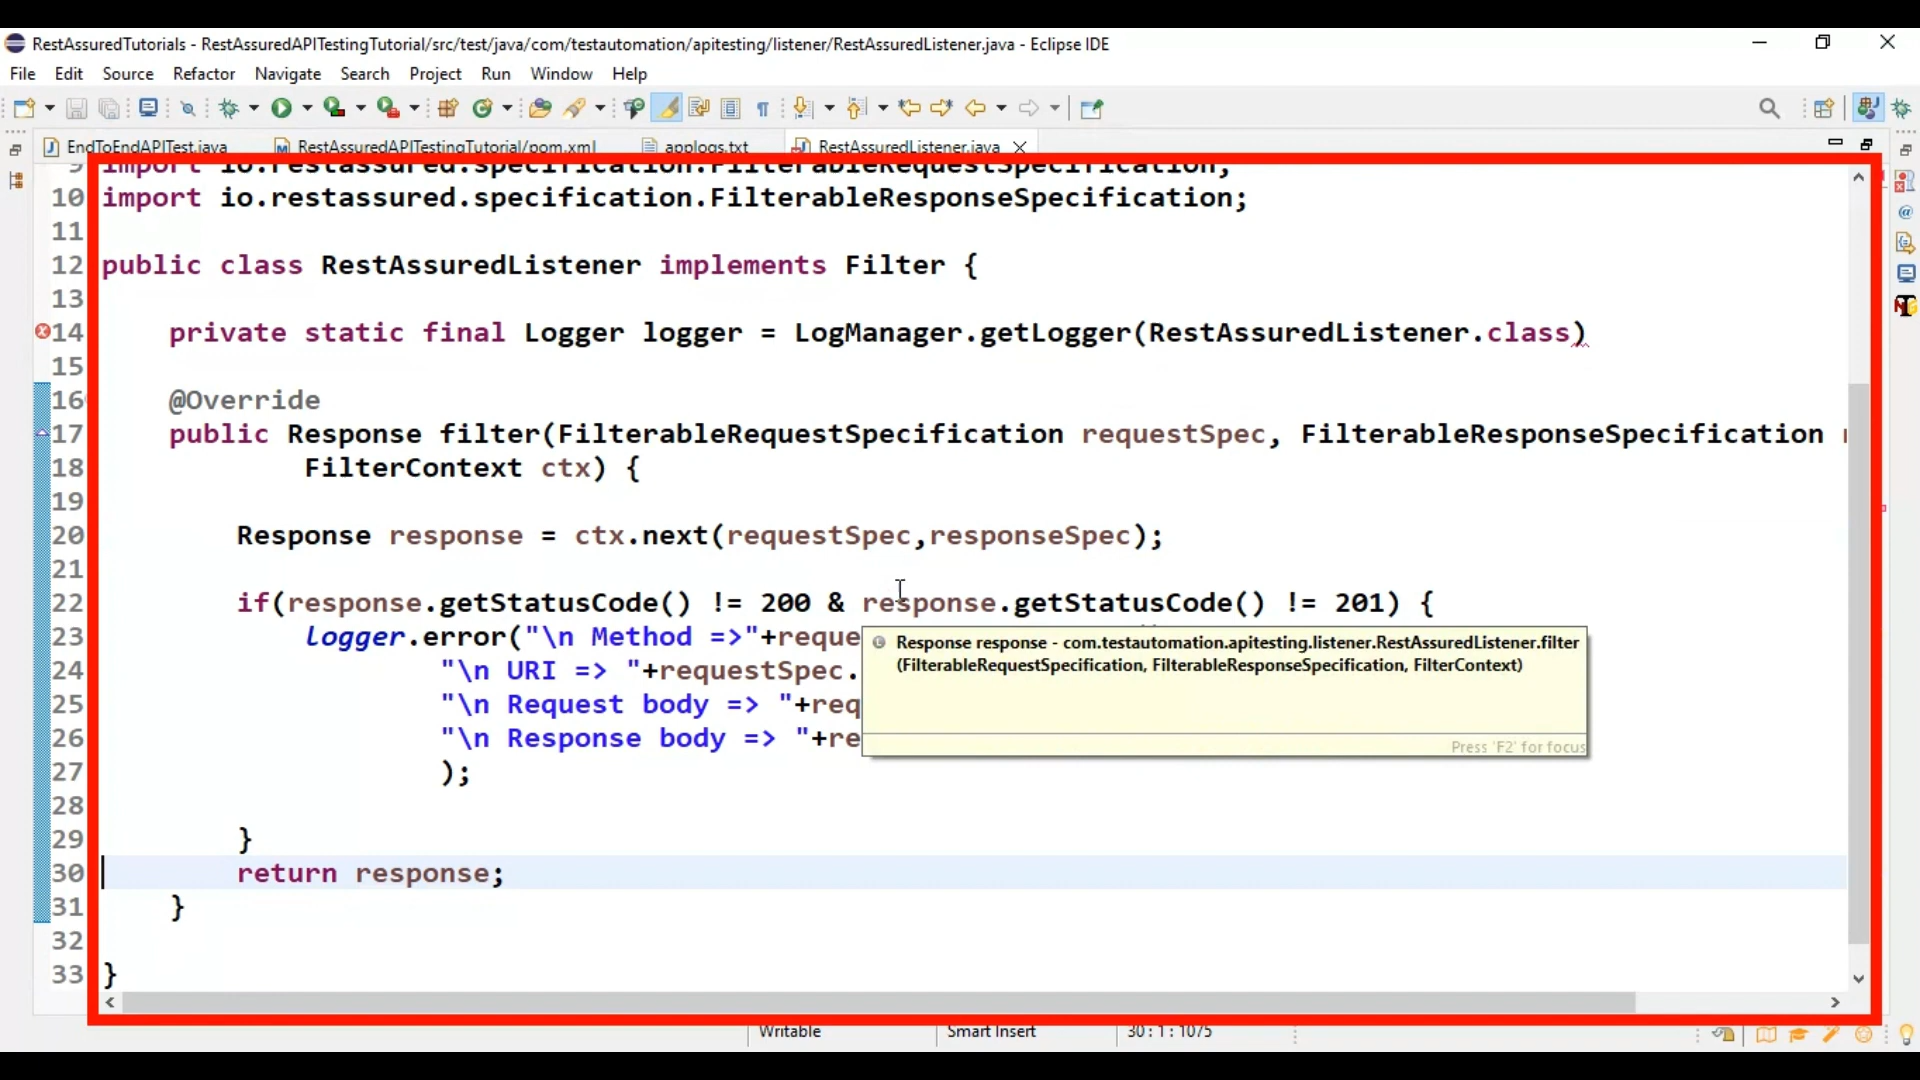 RestAssuredTutorials - RestAssuredAPITestingTutorial/src/test/java/com/testautomation/apitesting/listener/RestAssuredListener.java - Eclipse IDE
File Edit Source Refactor Navigate Search Project Run Window Help
EndToEndAPITest.java RestAssuredAPITestingTutorial/pom.xml applogs.txt RestAssuredListener.java
9 import io.restassured.specification.FilterableRequestSpecification;
10 import io.restassured.specification.FilterableResponseSpecification;
11
12 public class RestAssuredListener implements Filter {
13
14 private static final Logger logger = LogManager.getLogger(RestAssuredListener.class)
15
16 @Override
17 public Response filter(FilterableRequestSpecification requestSpec, FilterableResponseSpecification
18 FilterContext ctx) {
19
20 Response response = ctx.next(requestSpec,responseSpec);
21
22 if(response.getStatusCode() != 200 & response.getStatusCode() != 201) {
23 logger.error("\n Method =>"+reque
24 "\n URI => "+requestSpec.
25 "\n Request body => "+req
26 "\n Response body => "+re
27 );
28
29 }
30 return response;
31 }
32
33 }
Response response - com.testautomation.apitesting.listener.RestAssuredListener.filter
(FilterableRequestSpecification, FilterableResponseSpecification, FilterContext)
Press 'F2' for focus
Writable Smart Insert 30 : 1 : 1075